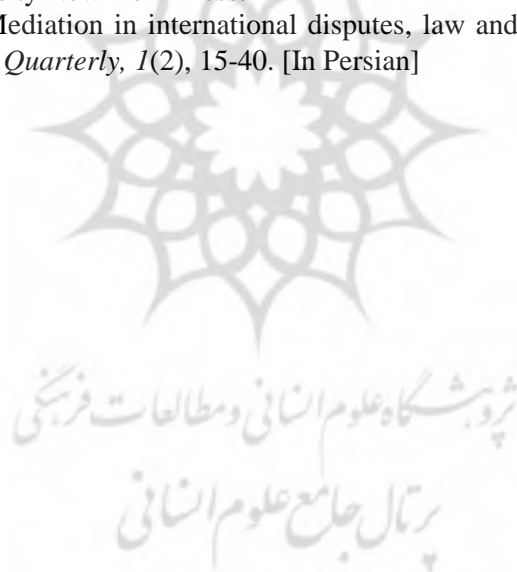 Mediation in international disputes, law and
Quarterly, 1(2), 15-40. [In Persian]
پژوهشگاه علوم انسانی و مطالعات فرهنگی
پرتال جامع علوم انسانی